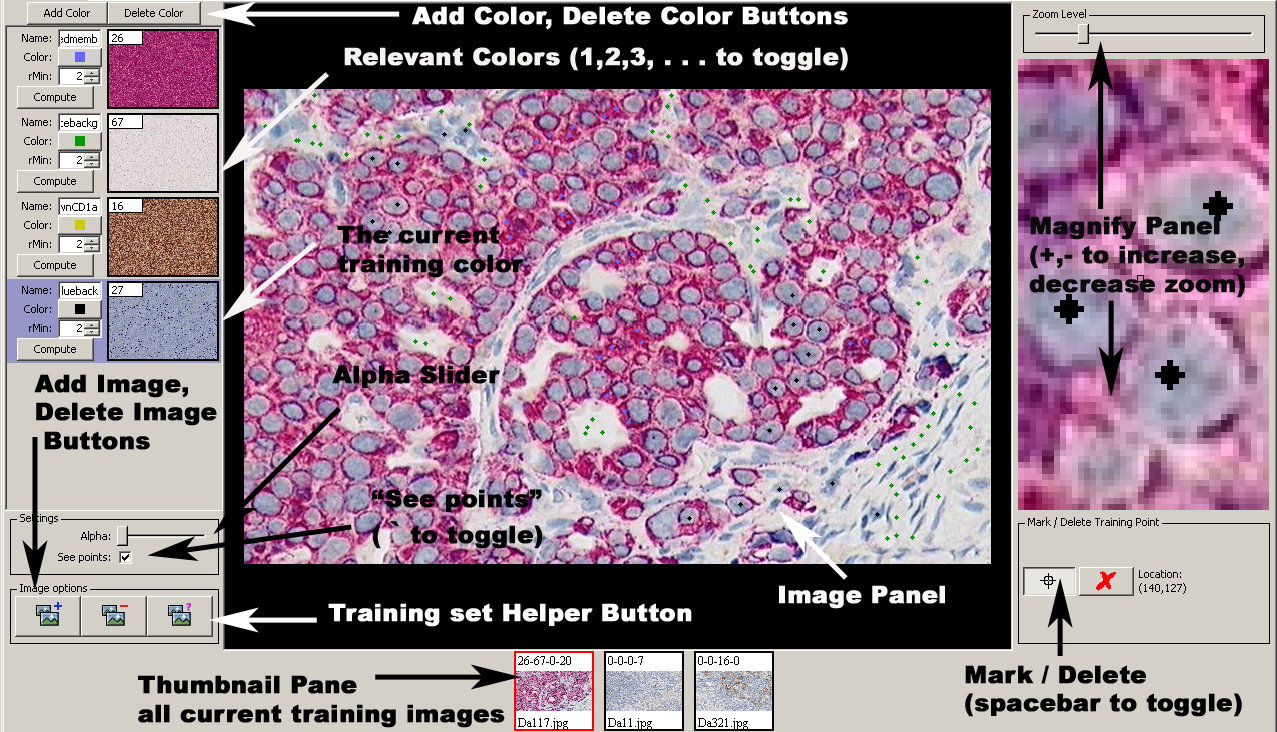 Add Color Delete Color
Add Color, Delete Color Buttons
Zoom Level
Name: edmemb 26
Color:
rMin: 2
Compute
Relevant Colors (1,2,3, . . . to toggle)
Name: cebackg 67
Color:
rMin: 2
Compute
Name: vnCD1a 16
Color:
rMin: 2
Compute
The current
training color
Magnify Panel
(+,- to increase,
decrease zoom)
Name: lueback 27
Color:
rMin: 2
Compute
Add Image,
Delete Image
Buttons
Alpha Slider
"See points"
(` to toggle)
Settings
Alpha:
See points:
Mark / Delete Training Point
Location:
(140,127)
Image options
Image Panel
Training set Helper Button
Thumbnail Pane
all current training images
26-67-0-20 0-0-0-7 0-0-16-0
Da117.jpg Da11.jpg Da321.jpg
Mark / Delete
(spacebar to toggle)